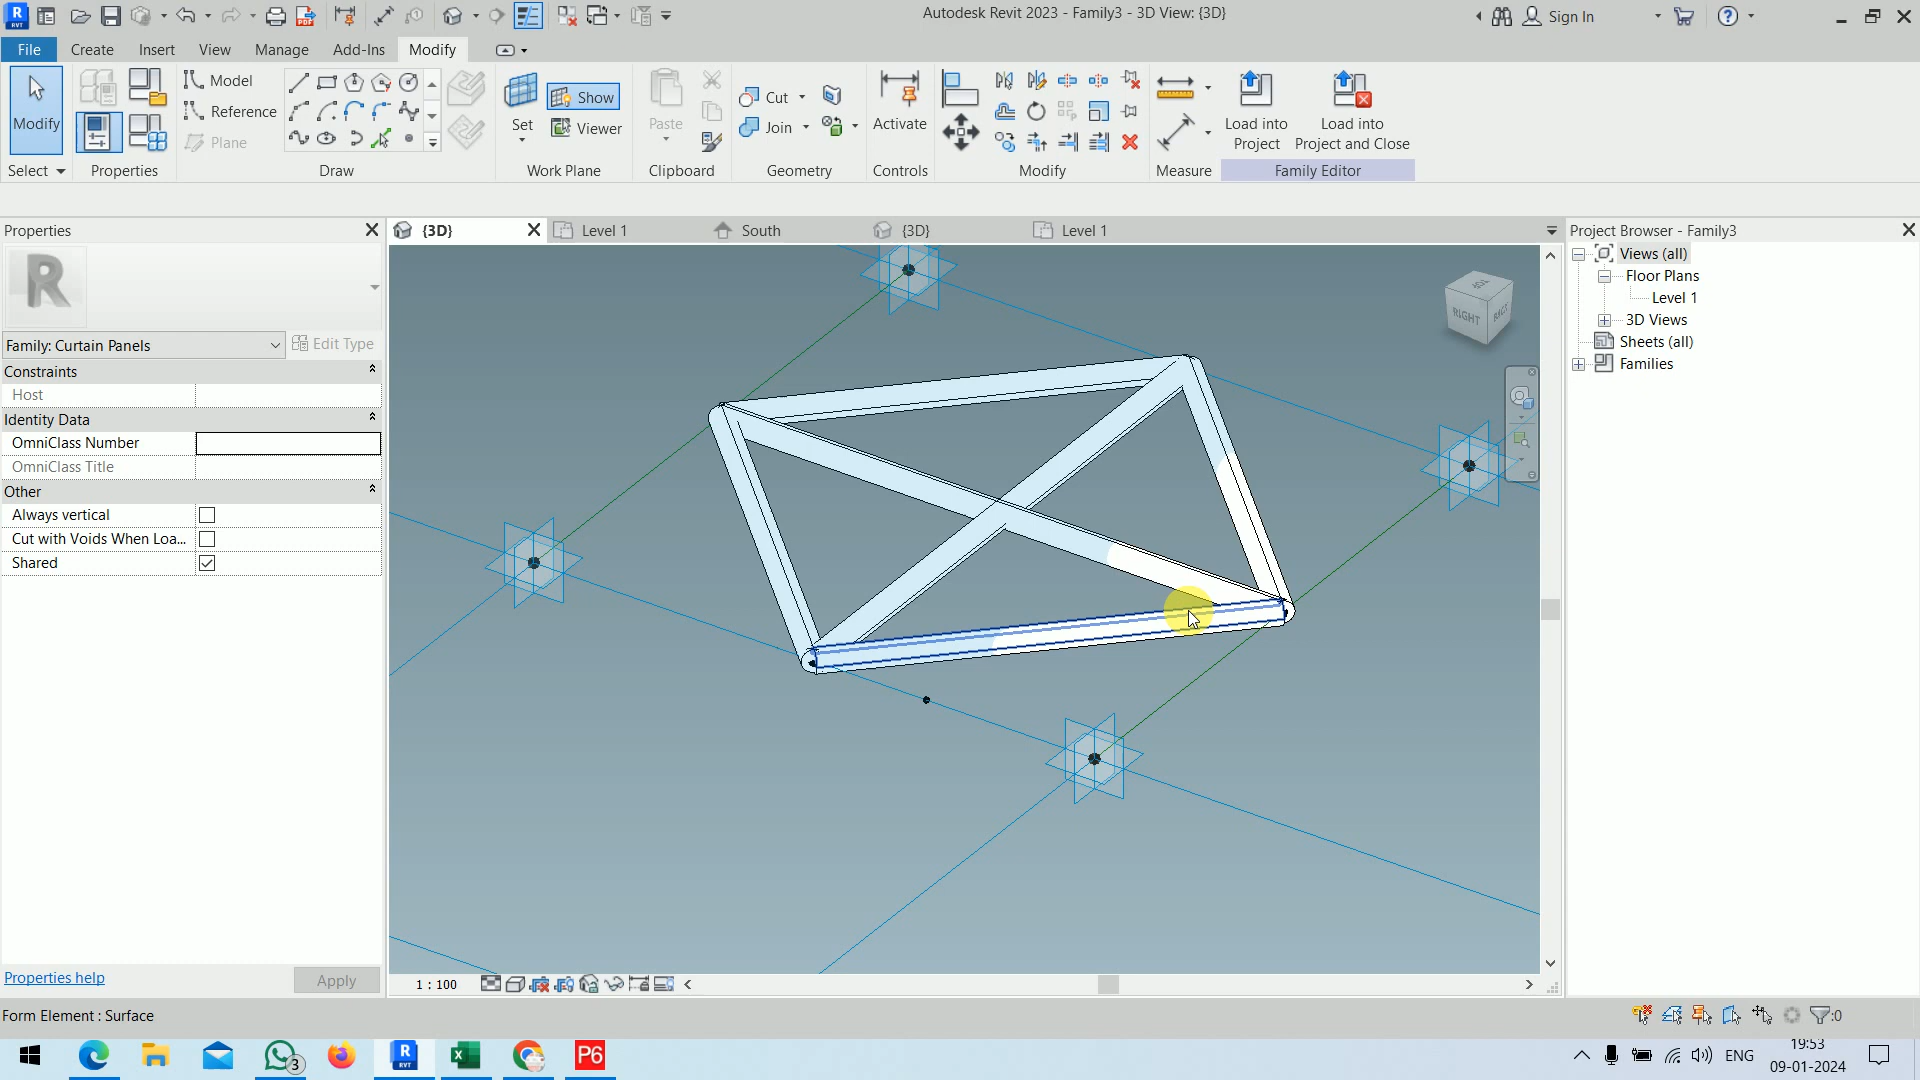 Autodesk Revit 2023 - Family3 - 3D View: {3D}
Sign In
File
Create
Insert
View
Manage
Add-Ins
Modify
Modify
Select
Properties
Model
Reference
Plane
Draw
Set
Show
Viewer
Work Plane
Paste
Clipboard
Cut
Join
Geometry
Activate
Controls
Modify
Measure
Load into
Project
Load into
Project and Close
Family Editor
Properties
{3D}
Level 1
South
{3D}
Level 1
Project Browser - Family3
R
Family: Curtain Panels
Edit Type
Constraints
Host
Identity Data
OmniClass Number
OmniClass Title
Other
Always vertical
Cut with Voids When Loa...
Shared
Properties help
Apply
TOP
RIGHT
BACK
Views (all)
Floor Plans
Level 1
3D Views
Sheets (all)
Families
1 : 100
Form Element : Surface
:0
3
R
RVT
P6
ENG
19:53
09-01-2024